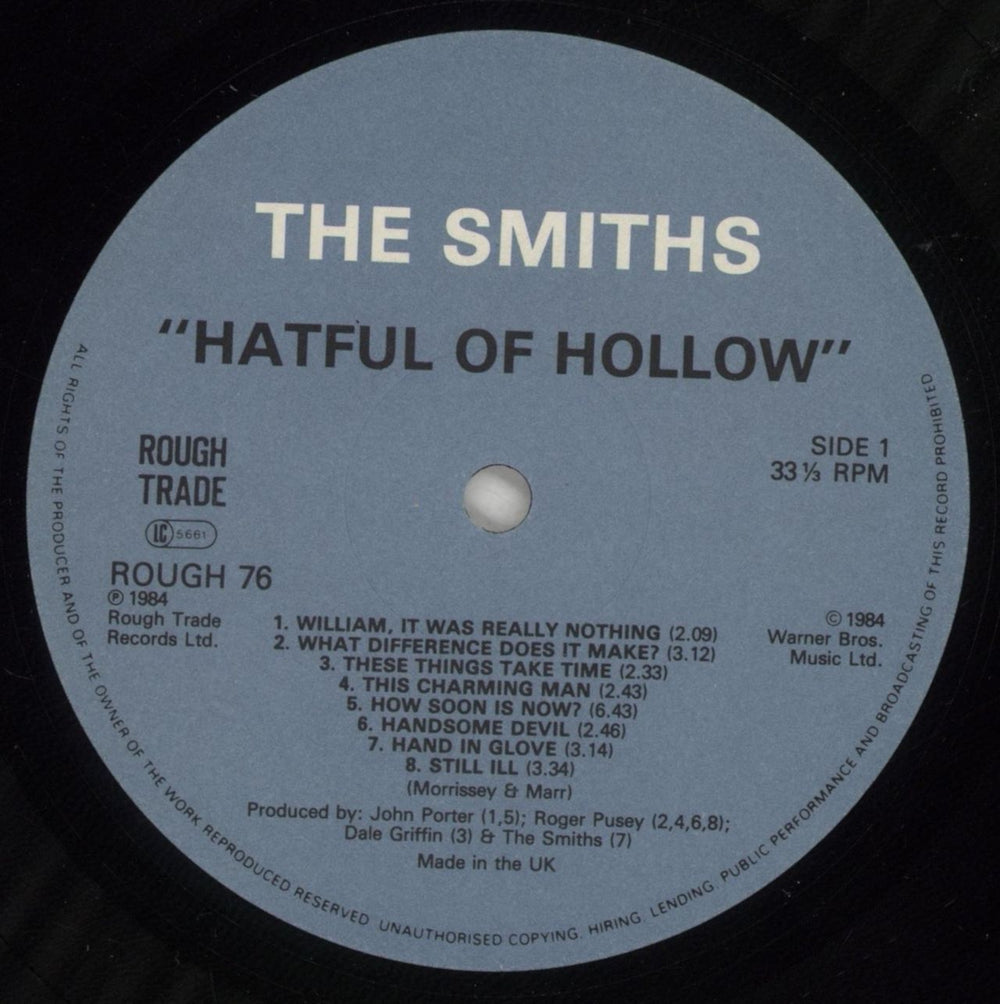 THE SMITHS
"HATFUL OF HOLLOW"
ROUGH
TRADE
LC 5661
ROUGH 76
℗ 1984
Rough Trade
Records Ltd.
SIDE 1
33 ⅓ RPM
© 1984
Warner Bros.
Music Ltd.
1. WILLIAM, IT WAS REALLY NOTHING (2.09)
2. WHAT DIFFERENCE DOES IT MAKE? (3.12)
3. THESE THINGS TAKE TIME (2.33)
4. THIS CHARMING MAN (2.43)
5. HOW SOON IS NOW? (6.43)
6. HANDSOME DEVIL (2.46)
7. HAND IN GLOVE (3.14)
8. STILL ILL (3.34)
(Morrissey & Marr)
Produced by: John Porter (1,5); Roger Pusey (2,4,6,8);
Dale Griffin (3) & The Smiths (7)
Made in the UK
ALL RIGHTS OF THE PRODUCER AND OF THE OWNER OF THE WORK REPRODUCED RESERVED UNAUTHORISED COPYING. HIRING. LENDING. PUBLIC PERFORMANCE AND BROADCASTING OF THIS RECORD PROHIBITED